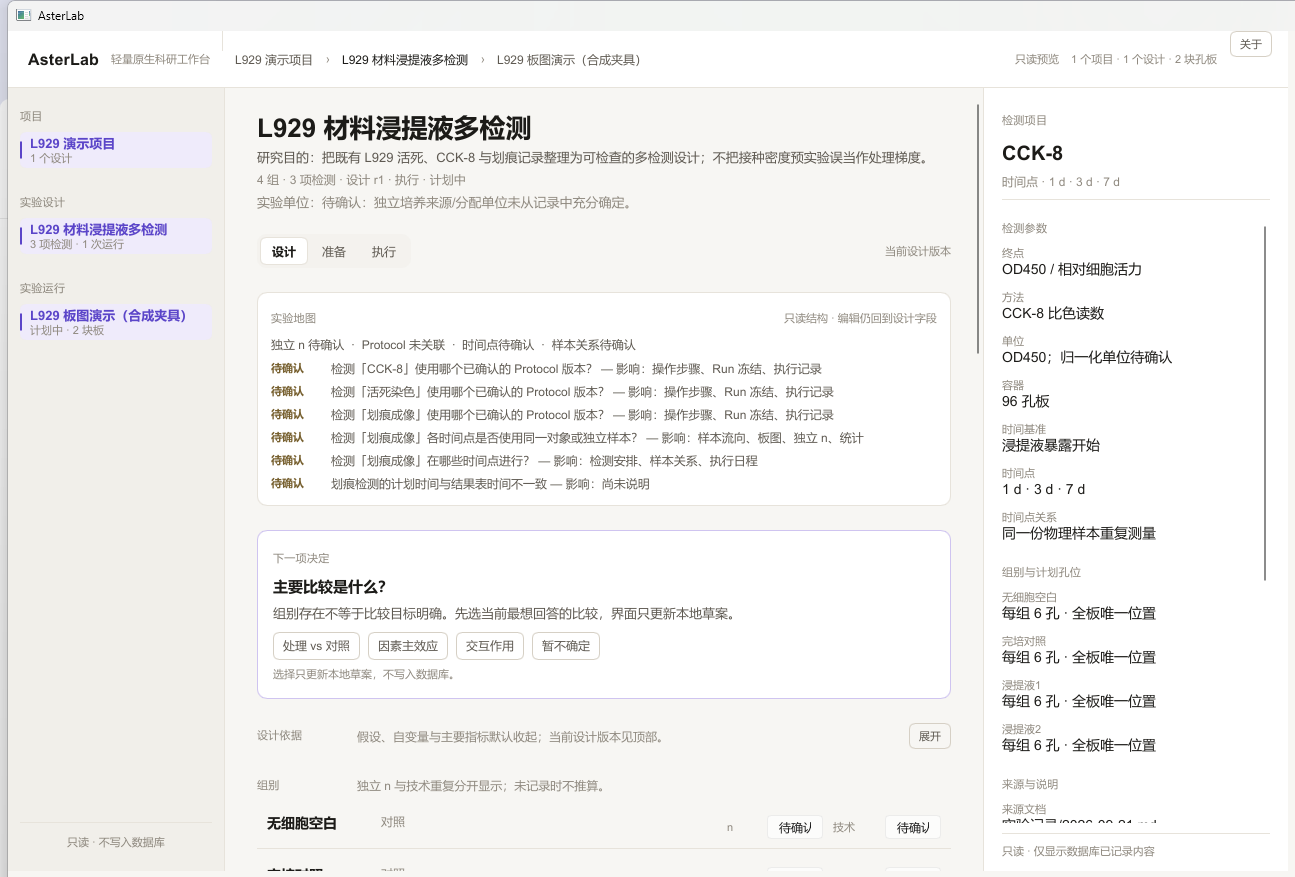 AsterLab
AsterLab 轻量原生科研工作台
L929 演示项目 › L929 材料浸提液多检测 › L929 板图演示（合成夹具）
只读预览 1 个项目 · 1 个设计 · 2 块孔板
关于
项目
L929 演示项目
1 个设计
实验设计
L929 材料浸提液多检测
3 项检测 · 1 次运行
实验运行
L929 板图演示（合成夹具）
计划中 · 2 块板
只读 · 不写入数据库
L929 材料浸提液多检测
研究目的：把既有 L929 活死、CCK-8 与划痕记录整理为可检查的多检测设计；不把接种密度预实验误当作处理梯度。
4 组 · 3 项检测 · 设计 r1 · 执行 · 计划中
实验单位：待确认：独立培养来源/分配单位未从记录中充分确定。
设计 准备 执行
当前设计版本
实验地图
只读结构 · 编辑仍回到设计字段
独立 n 待确认 · Protocol 未关联 · 时间点待确认 · 样本关系待确认
待确认 检测「CCK-8」使用哪个已确认的 Protocol 版本？ — 影响：操作步骤、Run 冻结、执行记录
待确认 检测「活死染色」使用哪个已确认的 Protocol 版本？ — 影响：操作步骤、Run 冻结、执行记录
待确认 检测「划痕成像」使用哪个已确认的 Protocol 版本？ — 影响：操作步骤、Run 冻结、执行记录
待确认 检测「划痕成像」各时间点是否使用同一对象或独立样本？ — 影响：样本流向、板图、独立 n、统计
待确认 检测「划痕成像」在哪些时间点进行？ — 影响：检测安排、样本关系、执行日程
待确认 划痕检测的计划时间与结果表时间不一致 — 影响：尚未说明
下一项决定
主要比较是什么？
组别存在不等于比较目标明确。先选当前最想回答的比较，界面只更新本地草案。
处理 vs 对照 因素主效应 交互作用 暂不确定
选择只更新本地草案，不写入数据库。
设计依据 假设、自变量与主要指标默认收起；当前设计版本见顶部。
展开
组别 独立 n 与技术重复分开显示；未记录时不推算。
无细胞空白 对照 n 待确认 技术 待确认
检测项目
CCK-8
时间点 · 1 d · 3 d · 7 d
检测参数
终点
OD450 / 相对细胞活力
方法
CCK-8 比色读数
单位
OD450；归一化单位待确认
容器
96 孔板
时间基准
浸提液暴露开始
时间点
1 d · 3 d · 7 d
时间点关系
同一份物理样本重复测量
组别与计划孔位
无细胞空白
每组 6 孔 · 全板唯一位置
完培对照
每组 6 孔 · 全板唯一位置
浸提液1
每组 6 孔 · 全板唯一位置
浸提液2
每组 6 孔 · 全板唯一位置
来源与说明
来源文档
只读 · 仅显示数据库已记录内容